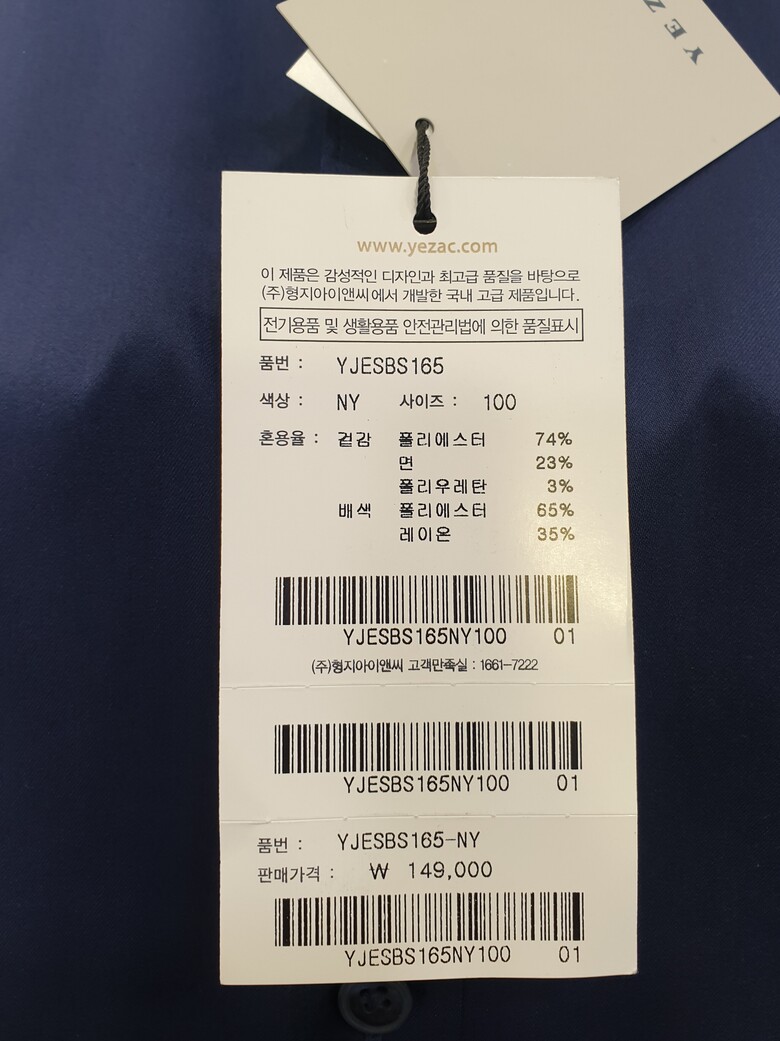 YEZ
www.yezac.com
이 제품은 감성적인 디자인과 최고급 품질을 바탕으로
(주)형지아이앤씨에서 개발한 국내 고급 제품입니다.
전기용품 및 생활용품 안전관리법에 의한 품질표시
품번 : YJESBS165
색상 : NY 사이즈 : 100
혼용율 : 겉감 폴리에스터 74%
면 23%
폴리우레탄 3%
배색 폴리에스터 65%
레이온 35%
YJESBS165NY100 01
(주)형지아이앤씨 고객만족실 : 1661-7222
YJESBS165NY100 01
품번 : YJESBS165-NY
판매가격 : ₩ 149,000
YJESBS165NY100 01